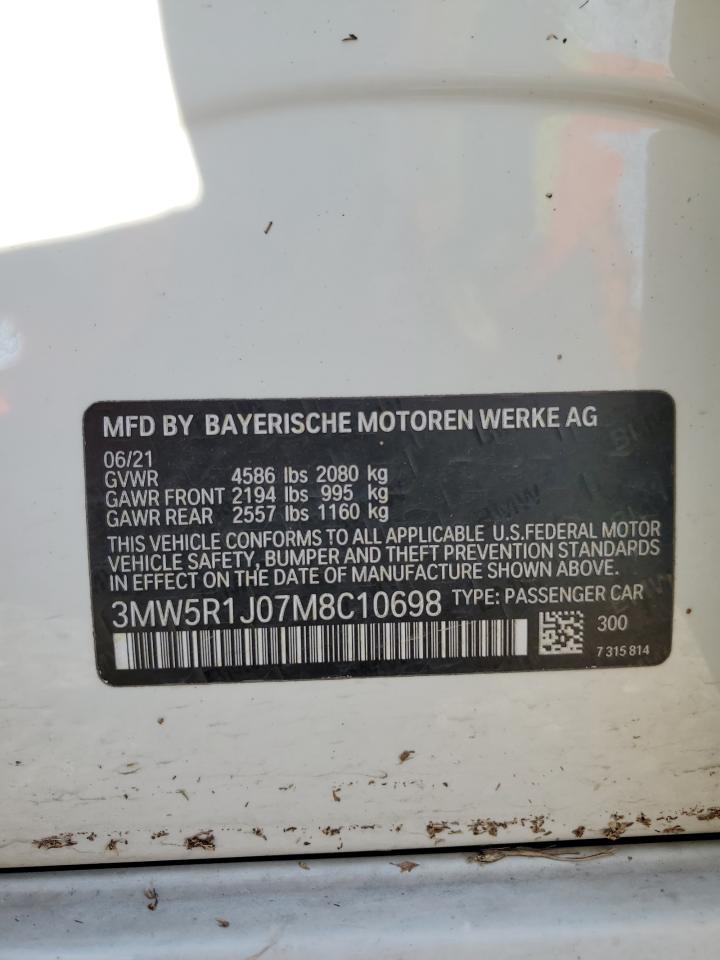 MFD BY BAYERISCHE MOTOREN WERKE AG
06/21
GVWR 4586 lbs 2080 kg
GAWR FRONT 2194 lbs 995 kg
GAWR REAR 2557 lbs 1160 kg
THIS VEHICLE CONFORMS TO ALL APPLICABLE U.S.FEDERAL MOTOR
VEHICLE SAFETY, BUMPER AND THEFT PREVENTION STANDARDS
IN EFFECT ON THE DATE OF MANUFACTURE SHOWN ABOVE.
3MW5R1J07M8C10698 TYPE: PASSENGER CAR
300
7 315 814